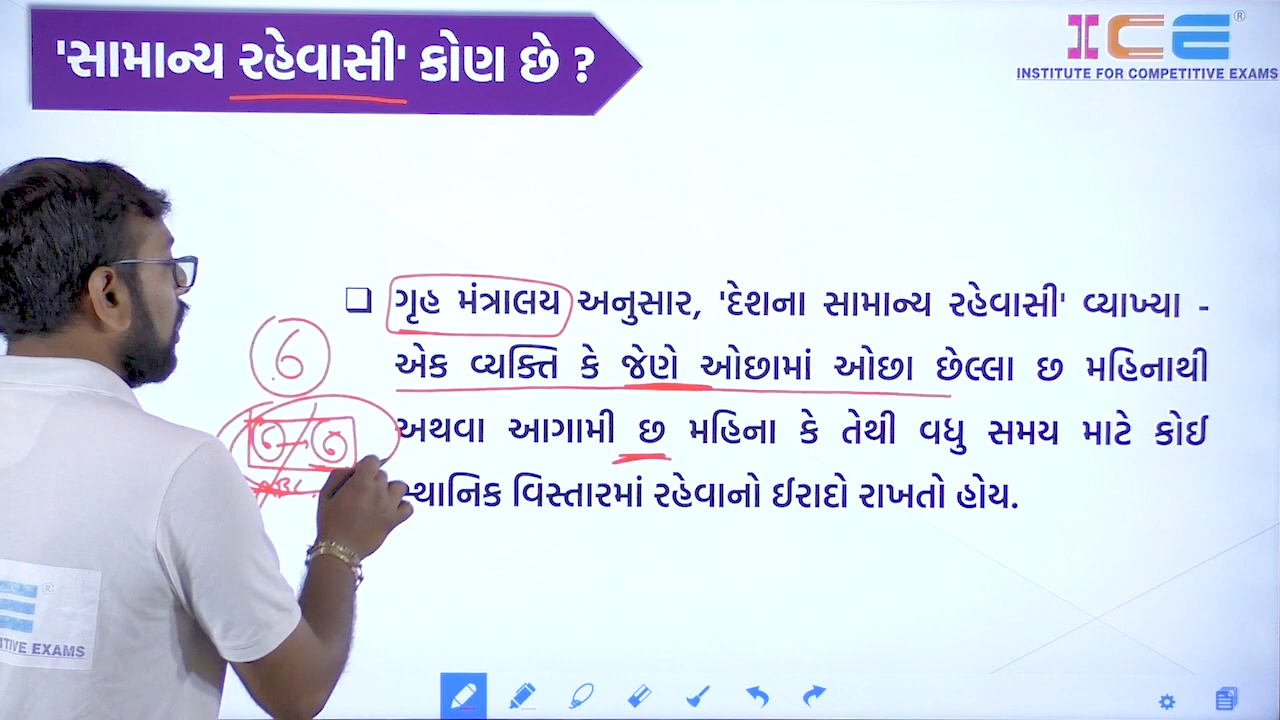 'સામાન્ય રહેવાસી' કોણ છે ?
ICE®
INSTITUTE FOR COMPETITIVE EXAMS
ગૃહ મંત્રાલય અનુસાર, 'દેશના સામાન્ય રહેવાસી' વ્યાખ્યા -
એક વ્યક્તિ કે જેણે ઓછામાં ઓછા છેલ્લા છ મહિનાથી
અથવા આગામી છ મહિના કે તેથી વધુ સમય માટે કોઈ
સ્થાનિક વિસ્તારમાં રહેવાનો ઈરાદો રાખતો હોય.
6
EXAMS